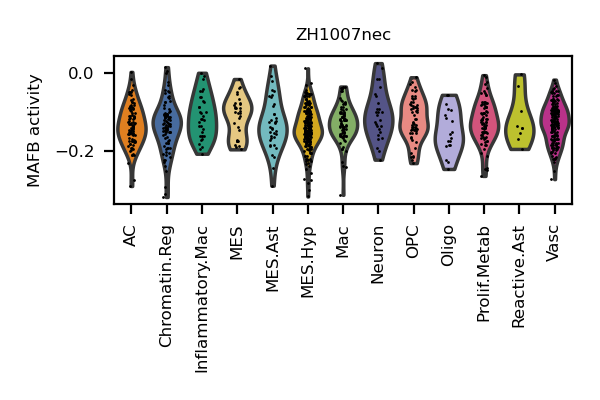 ZH1007nec
MAFB activity
0.0
−0.2
AC
Chromatin.Reg
Inflammatory.Mac
MES
MES.Ast
MES.Hyp
Mac
Neuron
OPC
Oligo
Prolif.Metab
Reactive.Ast
Vasc